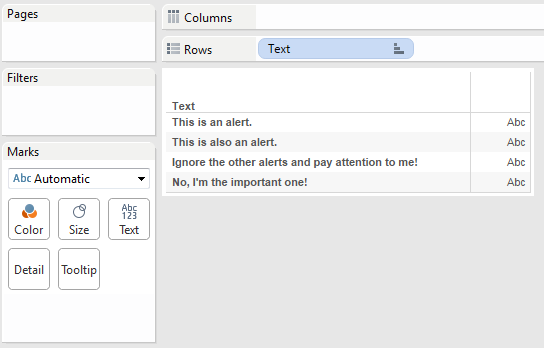 Pages
Columns
Rows
Text
Filters
Text
This is an alert.
Abc
This is also an alert.
Abc
Ignore the other alerts and pay attention to me!
Abc
No, I'm the important one!
Abc
Marks
Abc Automatic
Color
Size
Abc
123
Text
Detail
Tooltip